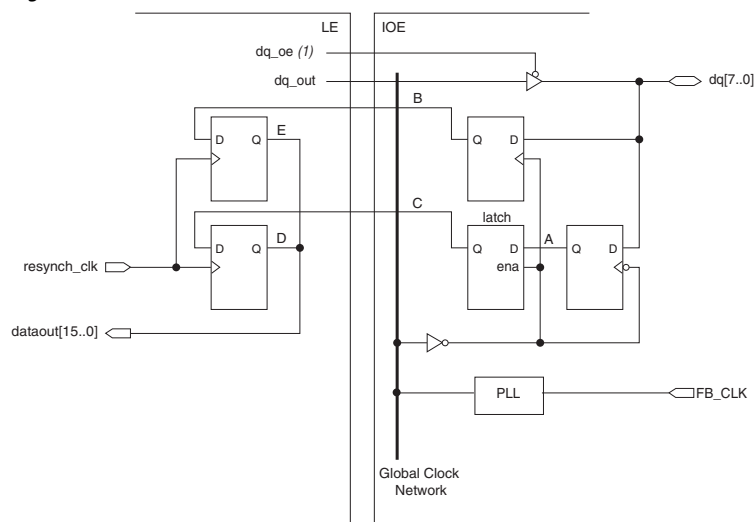 LE
IOE
dq_oe (1)
dq_out
dq[7..0]
B
D Q E
Q D
C
latch
D Q D
Q D A Q D
ena
resynch_clk
dataout[15..0]
PLL
FB_CLK
Global Clock
Network